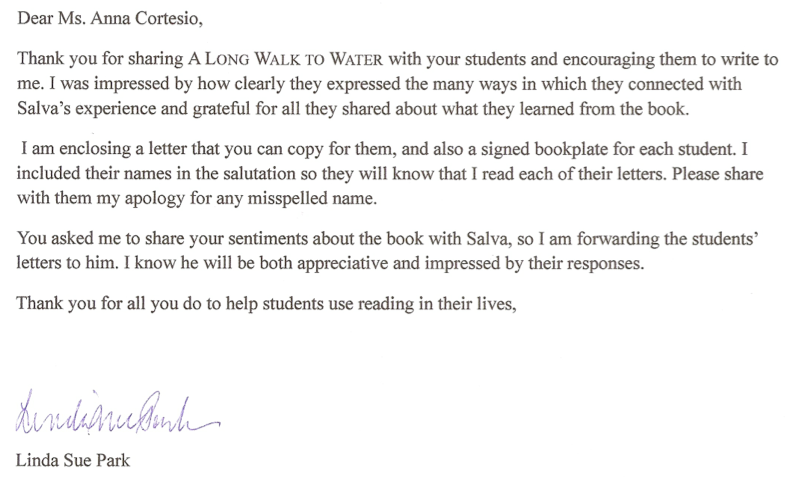 Dear Ms. Anna Cortesio,
Thank you for sharing A LONG WALK TO WATER with your students and encouraging them to write to
me. I was impressed by how clearly they expressed the many ways in which they connected with
Salva's experience and grateful for all they shared about what they learned from the book.
I am enclosing a letter that you can copy for them, and also a signed bookplate for each student. I
included their names in the salutation so they will know that I read each of their letters. Please share
with them my apology for any misspelled name.
You asked me to share your sentiments about the book with Salva, so I am forwarding the students'
letters to him. I know he will be both appreciative and impressed by their responses.
Thank you for all you do to help students use reading in their lives,
Linda Sue Park
Linda Sue Park